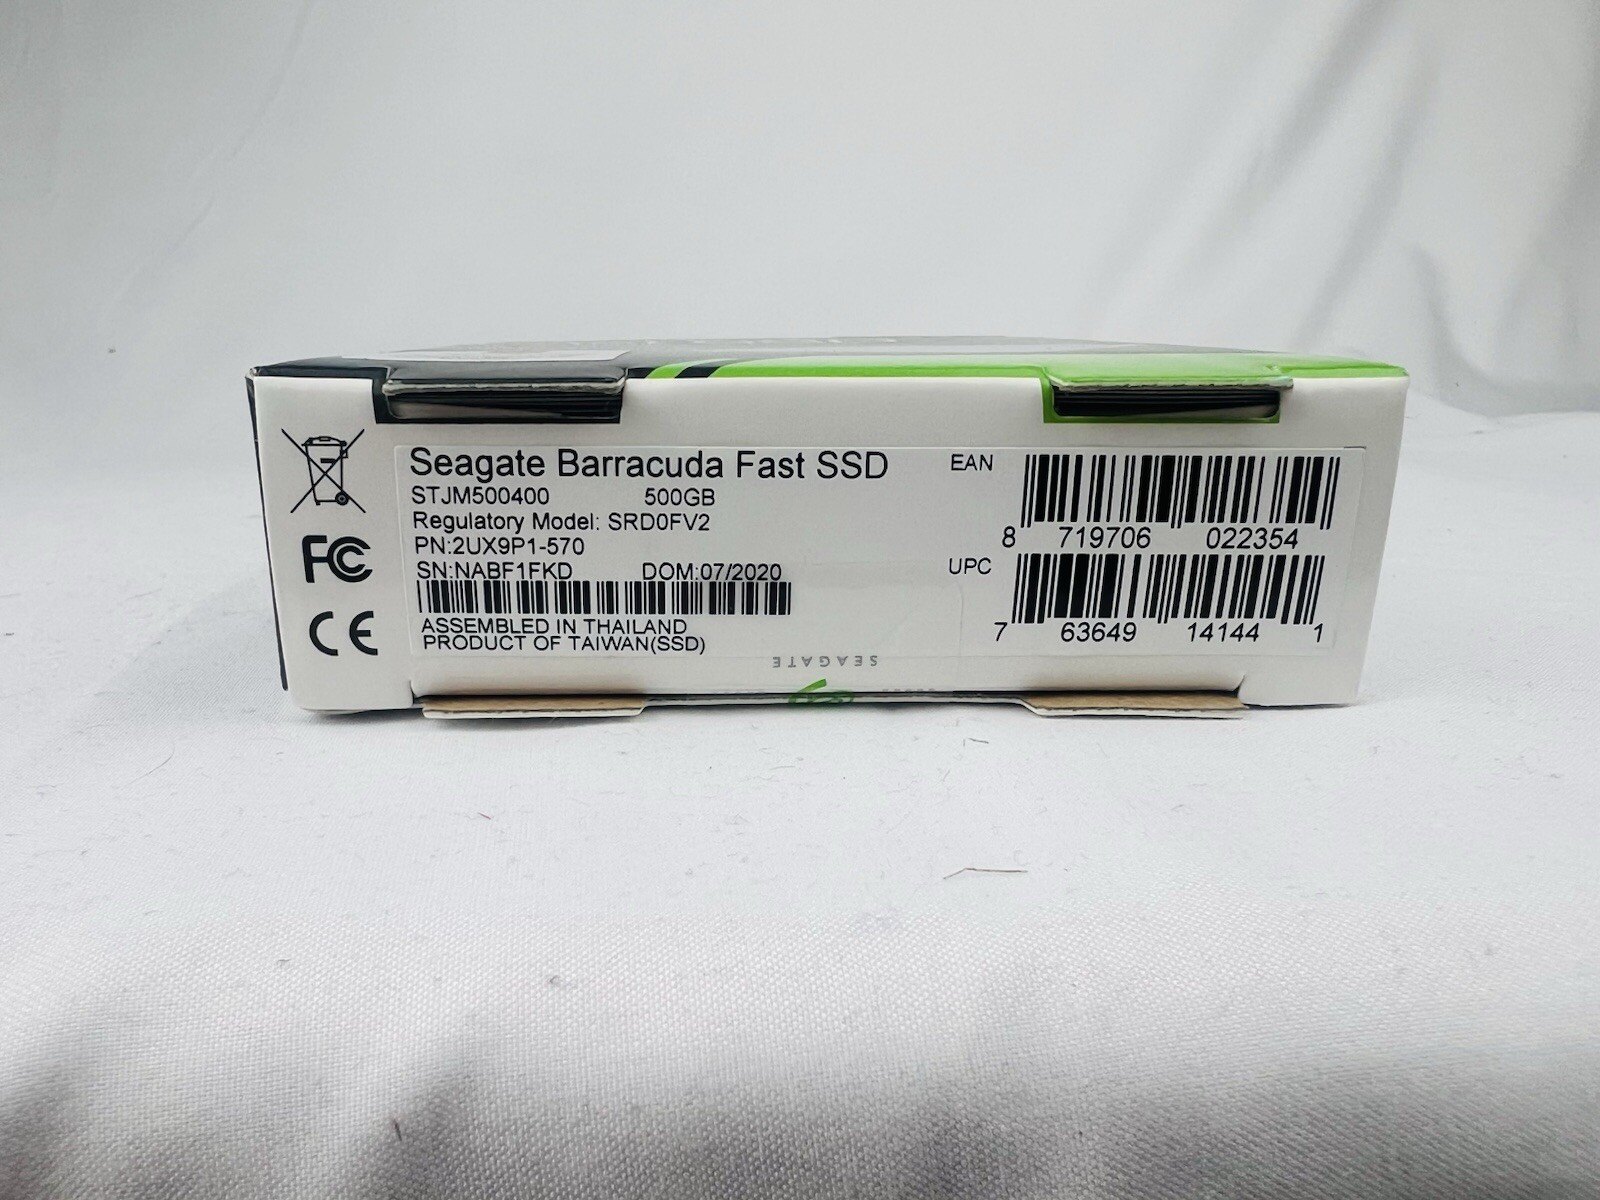 Seagate Barracuda Fast SSD
STJM500400 500GB
Regulatory Model: SRD0FV2
PN:2UX9P1-570
SN:NABF1FKD DOM:07/2020
ASSEMBLED IN THAILAND
PRODUCT OF TAIWAN(SSD)
EAN
8 719706 022354
UPC
7 63649 14144 1
FC
CE
SEAGATE